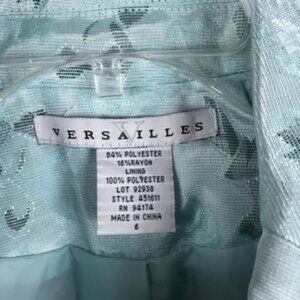 VERSAILLES
84% POLYESTER
16% RAYON
LINING
100% POLYESTER
LOT 92938
STYLE 451611
RN 94174
MADE IN CHINA
6